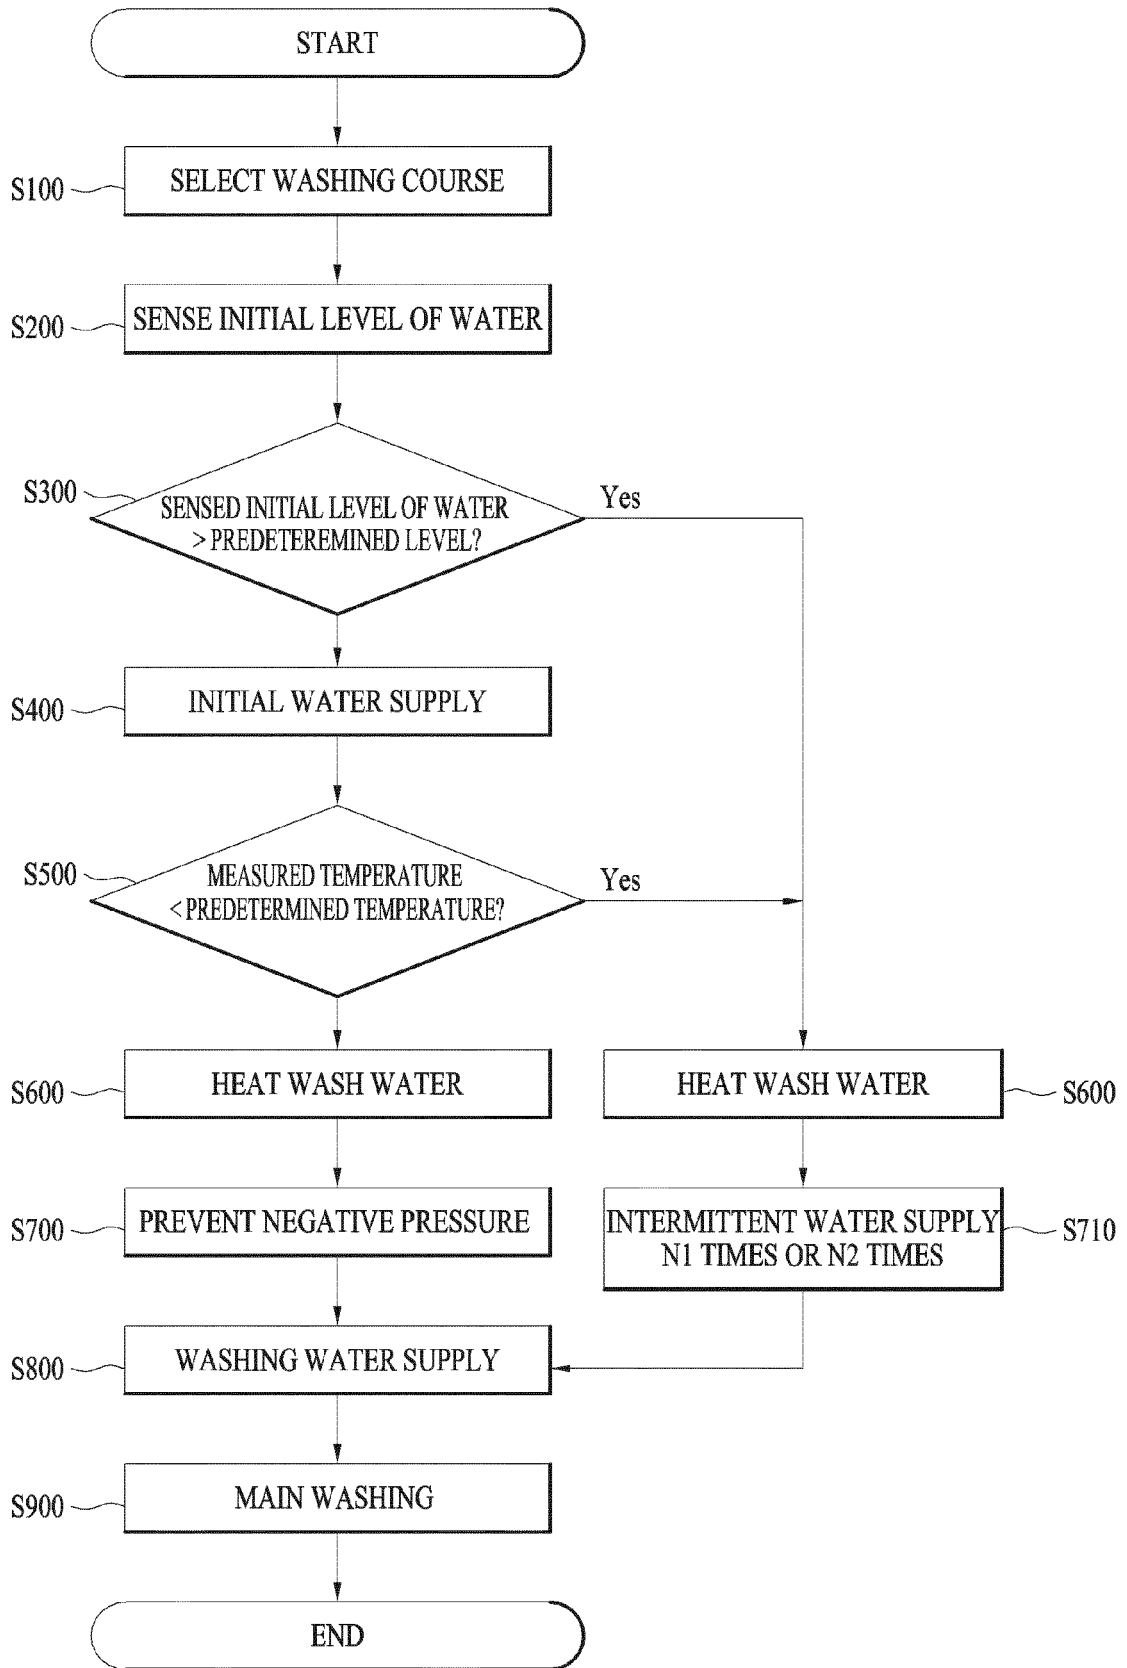 START
S100
SELECT WASHING COURSE
S200
SENSE INITIAL LEVEL OF WATER
S300
SENSED INITIAL LEVEL OF WATER
> PREDETEREMINED LEVEL?
Yes
S400
INITIAL WATER SUPPLY
S500
MEASURED TEMPERATURE
< PREDETERMINED TEMPERATURE?
Yes
S600
HEAT WASH WATER
HEAT WASH WATER
S600
S700
PREVENT NEGATIVE PRESSURE
INTERMITTENT WATER SUPPLY
N1 TIMES OR N2 TIMES
S710
S800
WASHING WATER SUPPLY
S900
MAIN WASHING
END